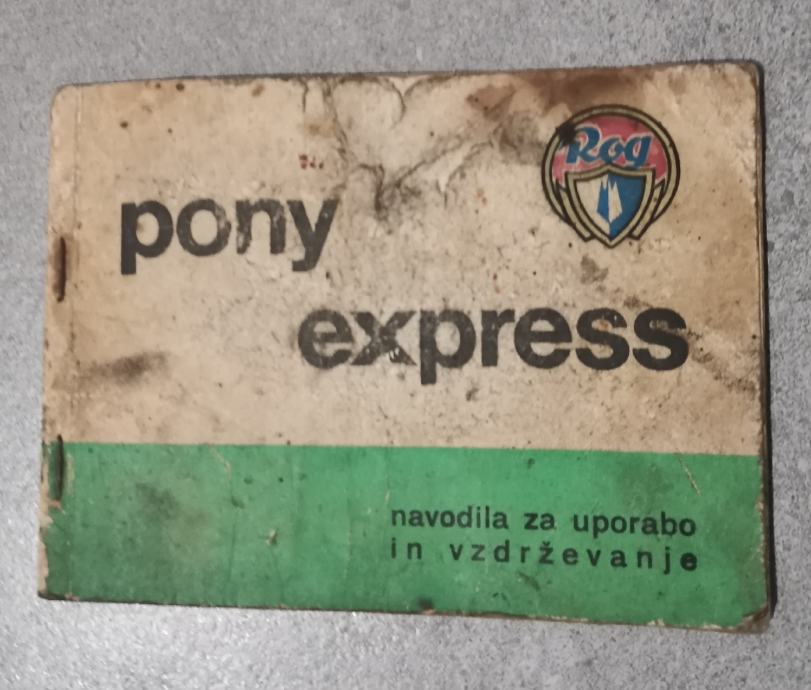 Rog
pony
express
navodila za uporabo
in vzdrževanje